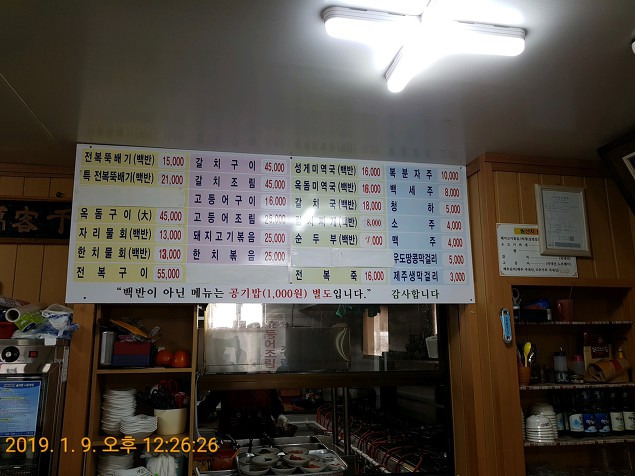 전복뚝배기(백반) 15,000
특전복뚝배기(백반) 21,000
옥돔구이(大) 45,000
자리물회(백반) 13,000
한치물회(백반) 13,000
전복구이 55,000
갈치구이 45,000
갈치조림 45,000
고등어구이 16,000
고등어조림
돼지고기볶음 25,000
한치볶음 25,000
성게미역국(백반) 16,000
옥돔미역국(백반) 16,000
갈치국(백반) 18,000
8,000
순두부(백반)
전복죽 16,000
복분자주 10,000
백세주 8,000
청하 5,000
소주 4,000
맥주 4,000
우도땅콩막걸리 5,000
제주생막걸리 3,000
"백반이 아닌 메뉴는 공기밥(1,000원) 별도입니다." 감사합니다
고등어조림
2019. 1. 9. 오후 12:26:26